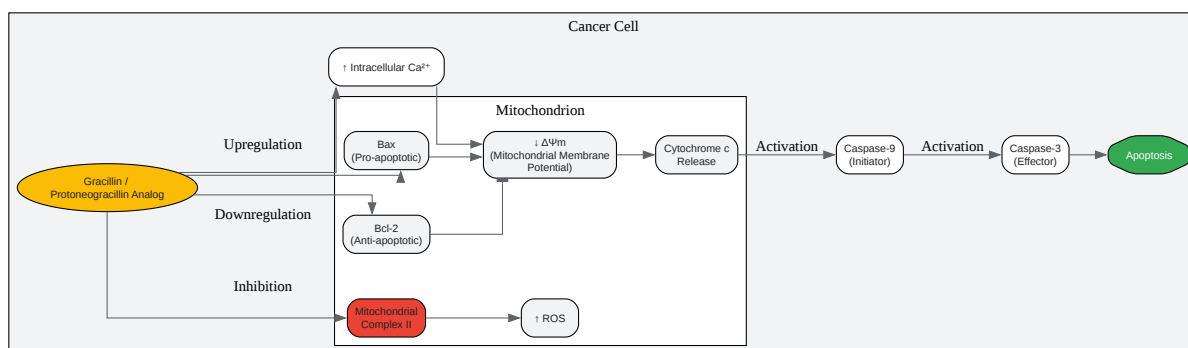 Cancer Cell
↑ Intracellular Ca²⁺
Mitochondrion
Upregulation
Bax
(Pro-apoptotic)
↓ ΔΨm
(Mitochondrial Membrane
Potential)
Cytochrome c
Release
Activation
Caspase-9
(Initiator)
Activation
Caspase-3
(Effector)
Apoptosis
Gracillin /
Protoneogracillin Analog
Downregulation
Bcl-2
(Anti-apoptotic)
Inhibition
Mitochondrial
Complex II
↑ ROS